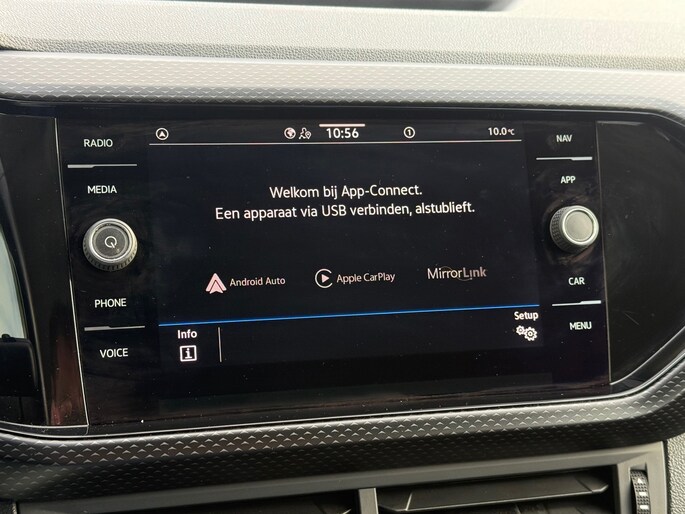 RADIO
MEDIA
PHONE
VOICE
10:56
1
10.0°C
Welkom bij App-Connect.
Een apparaat via USB verbinden, alstublieft.
Android Auto
Apple CarPlay
MirrorLink
Info
Setup
NAV
APP
CAR
MENU